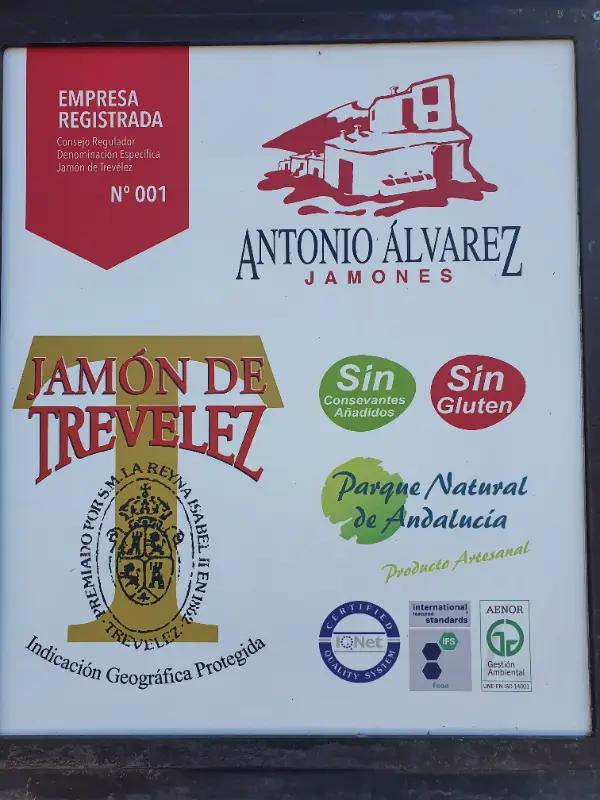 EMPRESA
REGISTRADA
Consejo Regulador
Denominación Específica
Jamón de Trevélez
Nº 001
ANTONIO ÁLVAREZ
JAMONES
JAMÓN DE
TREVELEZ
PREMIADO POR S.M. LA REYNA ISABEL II EN 1862
· TREVELEZ ·
Indicación Geográfica Protegida
Sin
Consevantes
Añadidos
Sin
Gluten
Parque Natural
de Andalucía
Producto Artesanal
CERTIFIED
IQNet
QUALITY SYSTEM
international
featured
standards
IFS
Food
AENOR
Gestión
Ambiental
UNE-EN ISO 14001